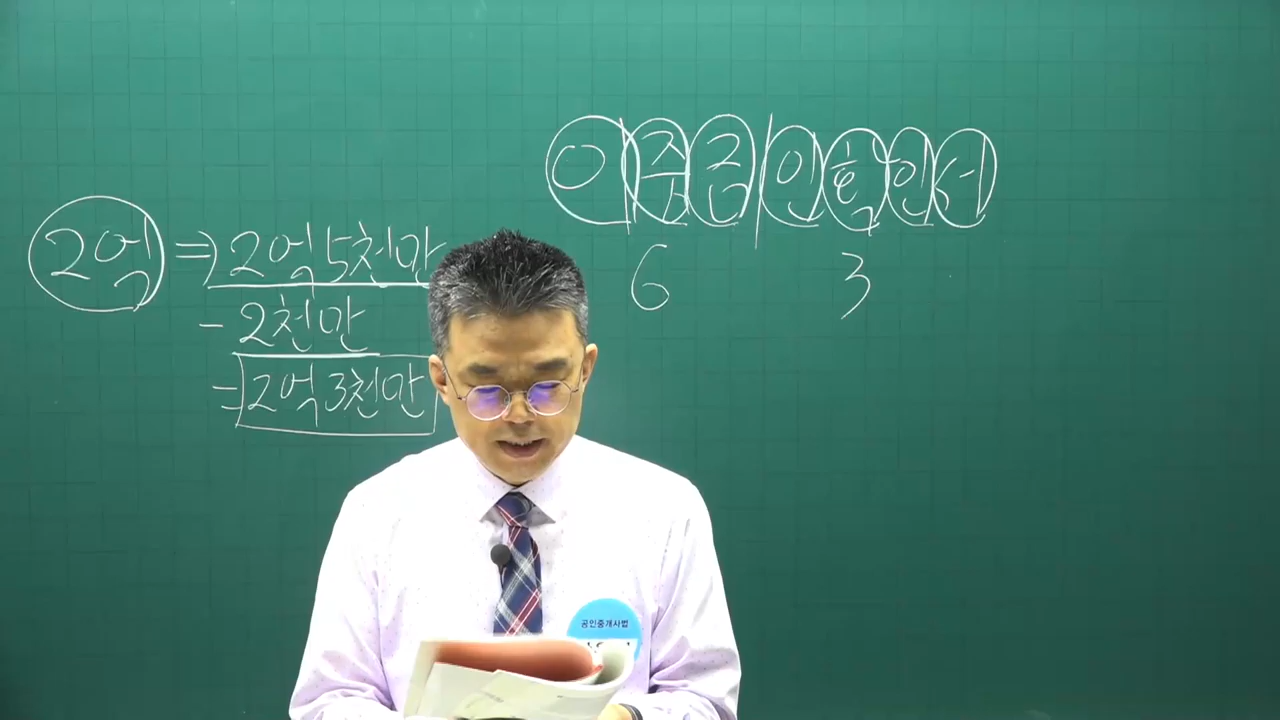 이 중 금 인 확 인 서
6 3
2억 ⇒ 2억 5천만
- 2천만
= 2억 3천만
공인중개사법